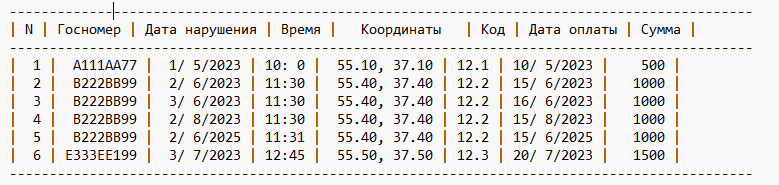 ------------------------------------------------------------------------------------------
| N | Госномер | Дата нарушения | Время |   Координаты   | Код | Дата оплаты | Сумма |
------------------------------------------------------------------------------------------
|  1 |   A111AA77 |  1/ 5/2023 | 10: 0 |   55.10, 37.10 | 12.1 | 10/ 5/2023 |    500 |
|  2 |   B222BB99 |  2/ 6/2023 | 11:30 |   55.40, 37.40 | 12.2 | 15/ 6/2023 |   1000 |
|  3 |   B222BB99 |  3/ 6/2023 | 11:30 |   55.40, 37.40 | 12.2 | 16/ 6/2023 |   1000 |
|  4 |   B222BB99 |  2/ 8/2023 | 11:30 |   55.40, 37.40 | 12.2 | 15/ 8/2023 |   1000 |
|  5 |   B222BB99 |  2/ 6/2025 | 11:31 |   55.40, 37.40 | 12.2 | 15/ 6/2025 |   1000 |
|  6 |  E333EE199 |  3/ 7/2023 | 12:45 |   55.50, 37.50 | 12.3 | 20/ 7/2023 |   1500 |
------------------------------------------------------------------------------------------